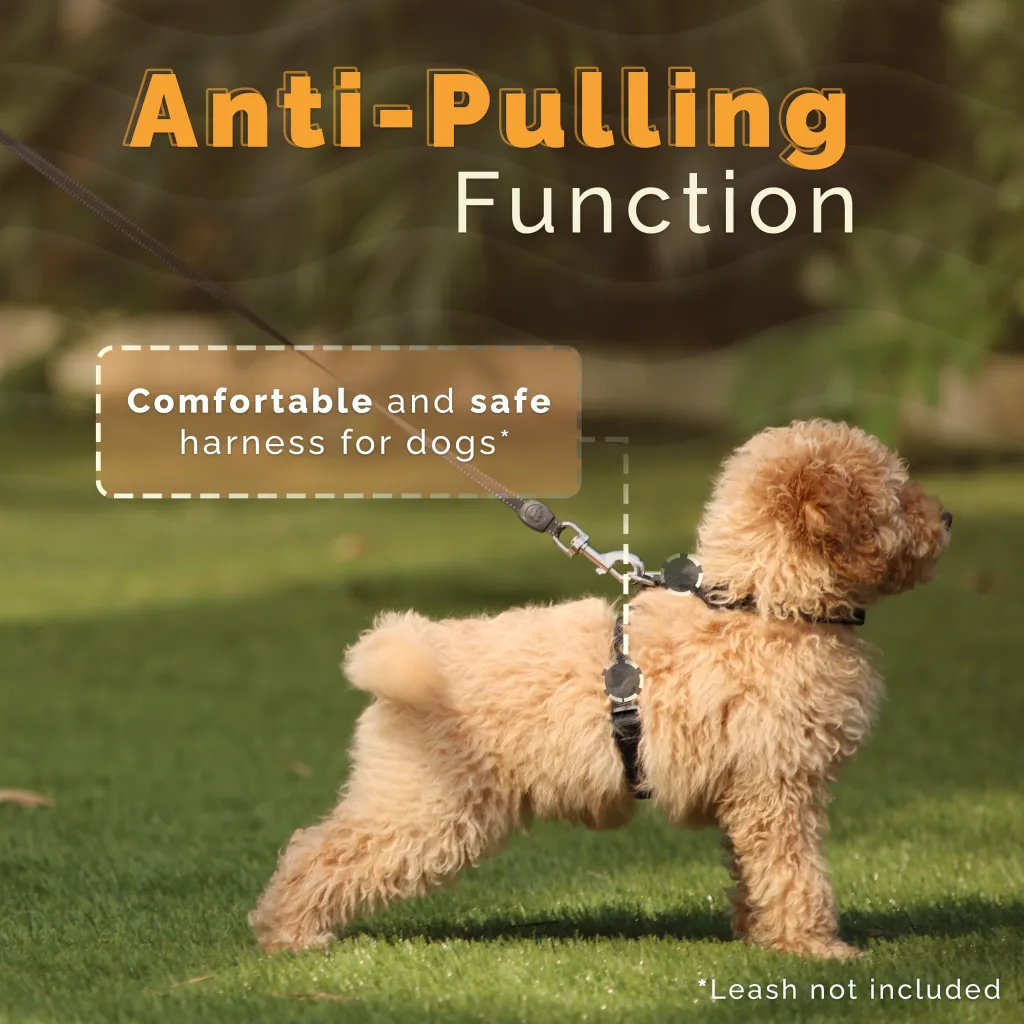 Anti-Pulling
Function
Comfortable and safe
harness for dogs*
*Leash not included